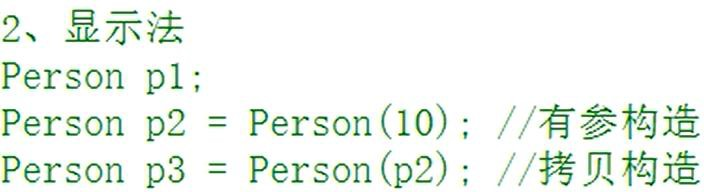 2、显示法
Person p1;
Person p2 = Person(10); //有参构造
Person p3 = Person(p2); //拷贝构造